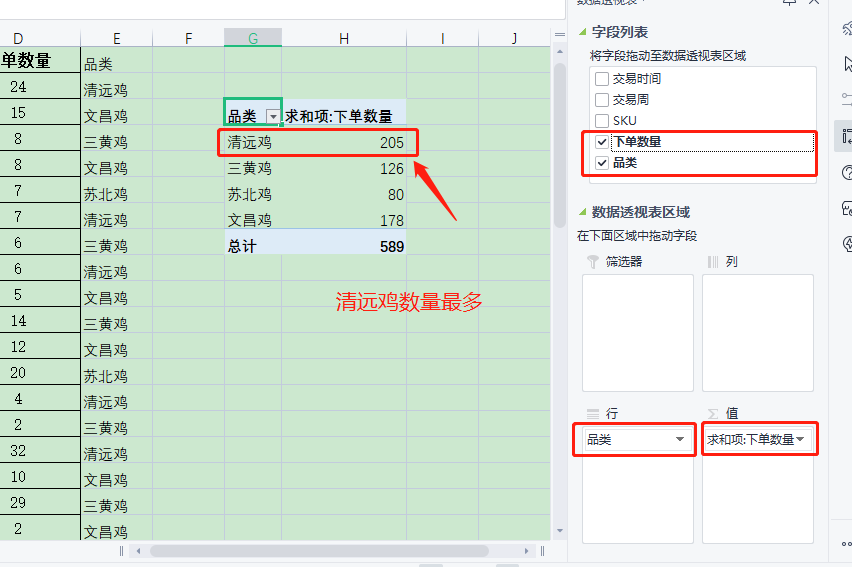 数据透视表
字段列表
将字段拖动至数据透视表区域
交易时间
交易周
SKU
下单数量
品类
数据透视表区域
在下面区域中拖动字段
筛选器
列
行
值
品类
求和项:下单数量
D E F G H I J
单数量 品类
24 清远鸡
15 文昌鸡 品类 求和项:下单数量
8 三黄鸡 清远鸡 205
8 文昌鸡 三黄鸡 126
7 苏北鸡 苏北鸡 80
7 清远鸡 文昌鸡 178
6 三黄鸡 总计 589
6 清远鸡
5 文昌鸡
清远鸡数量最多
14 三黄鸡
12 文昌鸡
20 苏北鸡
4 清远鸡
2 三黄鸡
32 清远鸡
10 文昌鸡
29 三黄鸡
2 文昌鸡